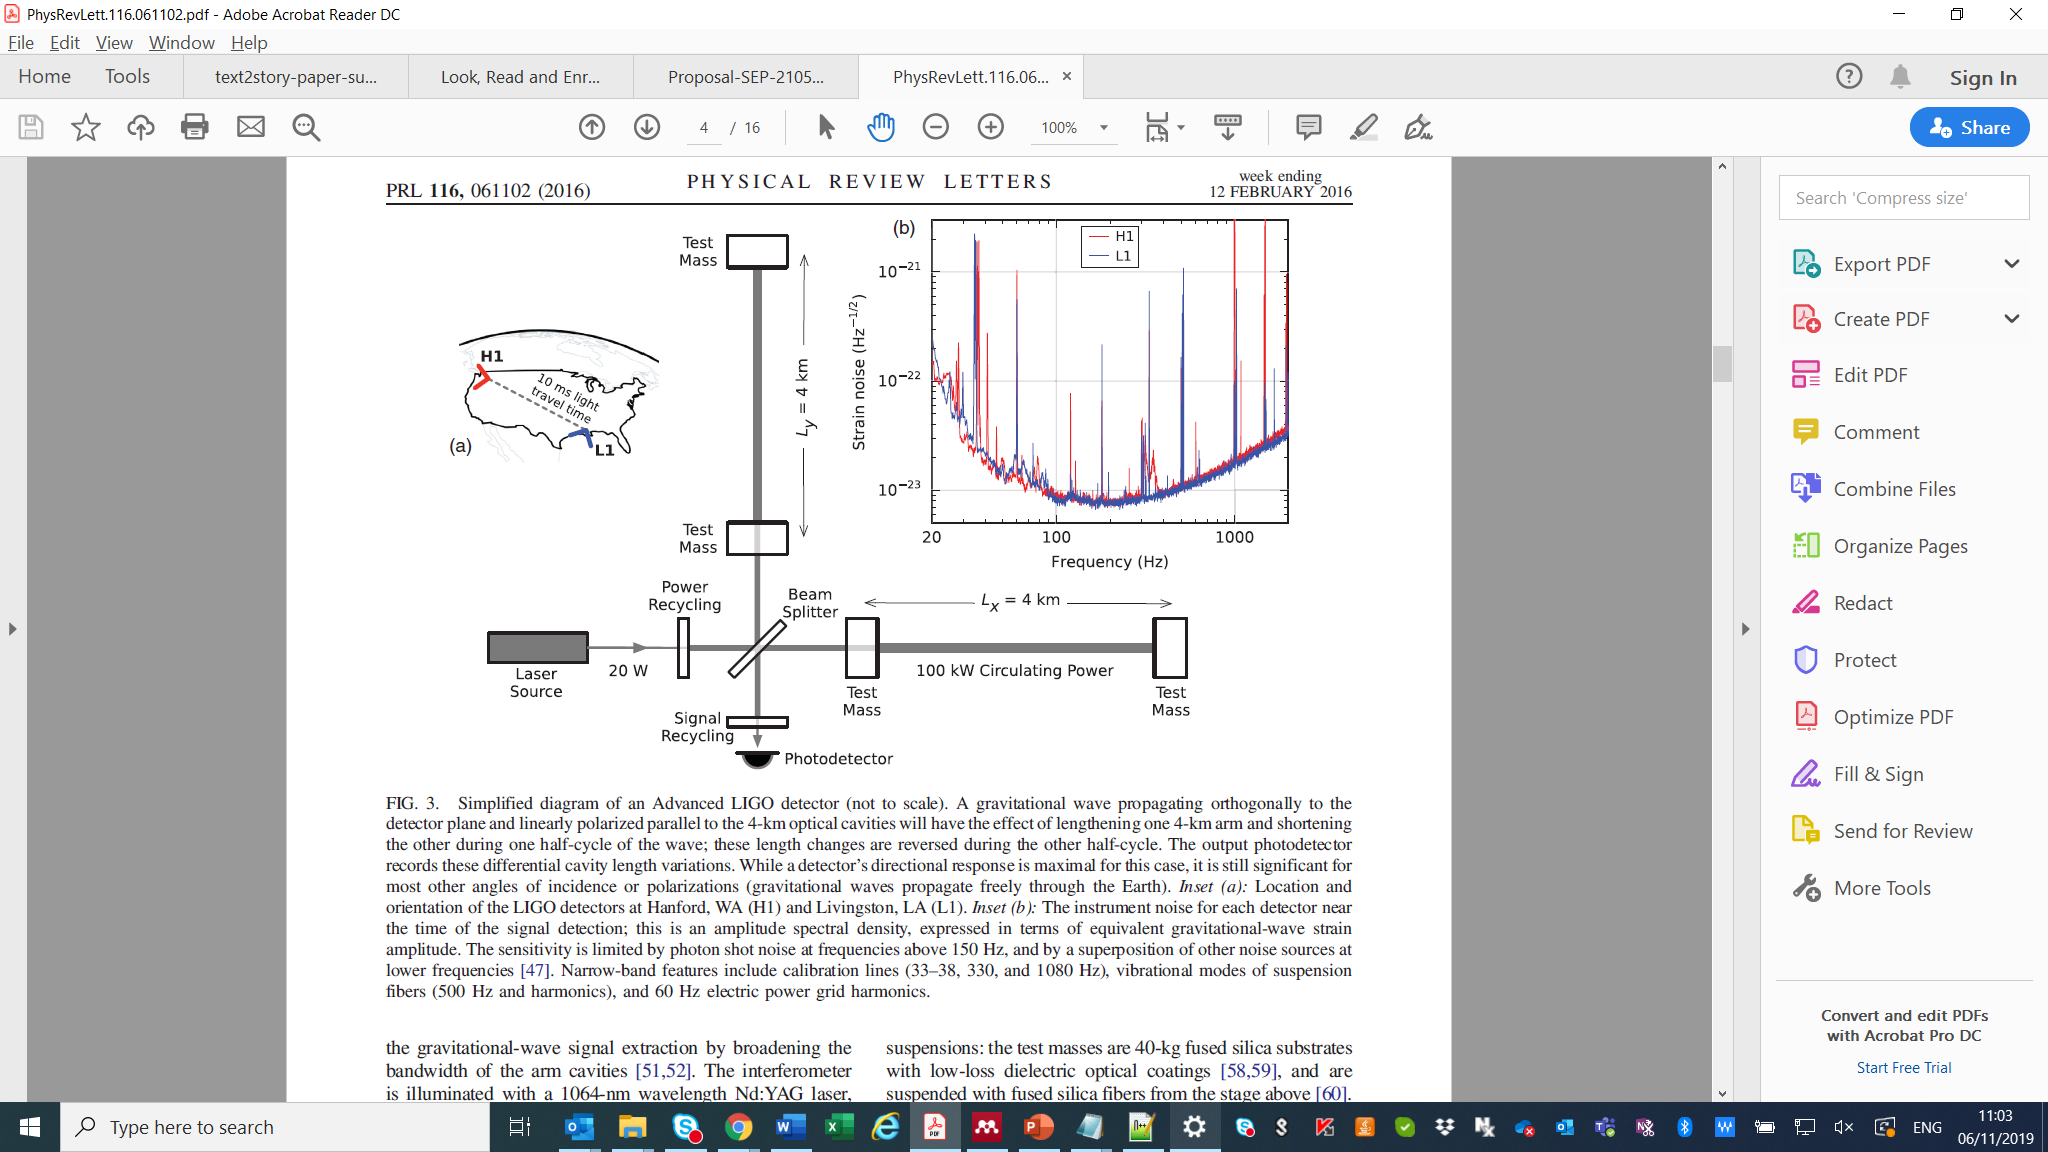 PhysRevLett.116.061102.pdf - Adobe Acrobat Reader DC
File Edit View Window Help
Home Tools text2story-paper-su... Look, Read and Enr... Proposal-SEP-2105... PhysRevLett.116.06... × Sign In
4 / 16 100% Share
PRL 116, 061102 (2016) PHYSICAL REVIEW LETTERS week ending
12 FEBRUARY 2016
Test
Mass
H1
10 ms light
travel time
(a)
L1
Ly = 4 km
(b)
H1
L1
10−21
10−22
10−23
Strain noise (Hz−1/2)
20 100 1000
Frequency (Hz)
Test
Mass
Power
Recycling
Beam
Splitter
Lx = 4 km
Laser
Source
20 W
100 kW Circulating Power
Test
Mass
Test
Mass
Signal
Recycling
Photodetector
FIG. 3. Simplified diagram of an Advanced LIGO detector (not to scale). A gravitational wave propagating orthogonally to the
detector plane and linearly polarized parallel to the 4-km optical cavities will have the effect of lengthening one 4-km arm and shortening
the other during one half-cycle of the wave; these length changes are reversed during the other half-cycle. The output photodetector
records these differential cavity length variations. While a detector's directional response is maximal for this case, it is still significant for
most other angles of incidence or polarizations (gravitational waves propagate freely through the Earth). Inset (a): Location and
orientation of the LIGO detectors at Hanford, WA (H1) and Livingston, LA (L1). Inset (b): The instrument noise for each detector near
the time of the signal detection; this is an amplitude spectral density, expressed in terms of equivalent gravitational-wave strain
amplitude. The sensitivity is limited by photon shot noise at frequencies above 150 Hz, and by a superposition of other noise sources at
lower frequencies [47]. Narrow-band features include calibration lines (33–38, 330, and 1080 Hz), vibrational modes of suspension
fibers (500 Hz and harmonics), and 60 Hz electric power grid harmonics.
the gravitational-wave signal extraction by broadening the
bandwidth of the arm cavities [51,52]. The interferometer
is illuminated with a 1064-nm wavelength Nd:YAG laser,
suspensions: the test masses are 40-kg fused silica substrates
with low-loss dielectric optical coatings [58,59], and are
suspended with fused silica fibers from the stage above [60].
Search 'Compress size'
Export PDF
Create PDF
Edit PDF
Comment
Combine Files
Organize Pages
Redact
Protect
Optimize PDF
Fill & Sign
Send for Review
More Tools
Convert and edit PDFs
with Acrobat Pro DC
Start Free Trial
Type here to search
ENG
11:03
06/11/2019